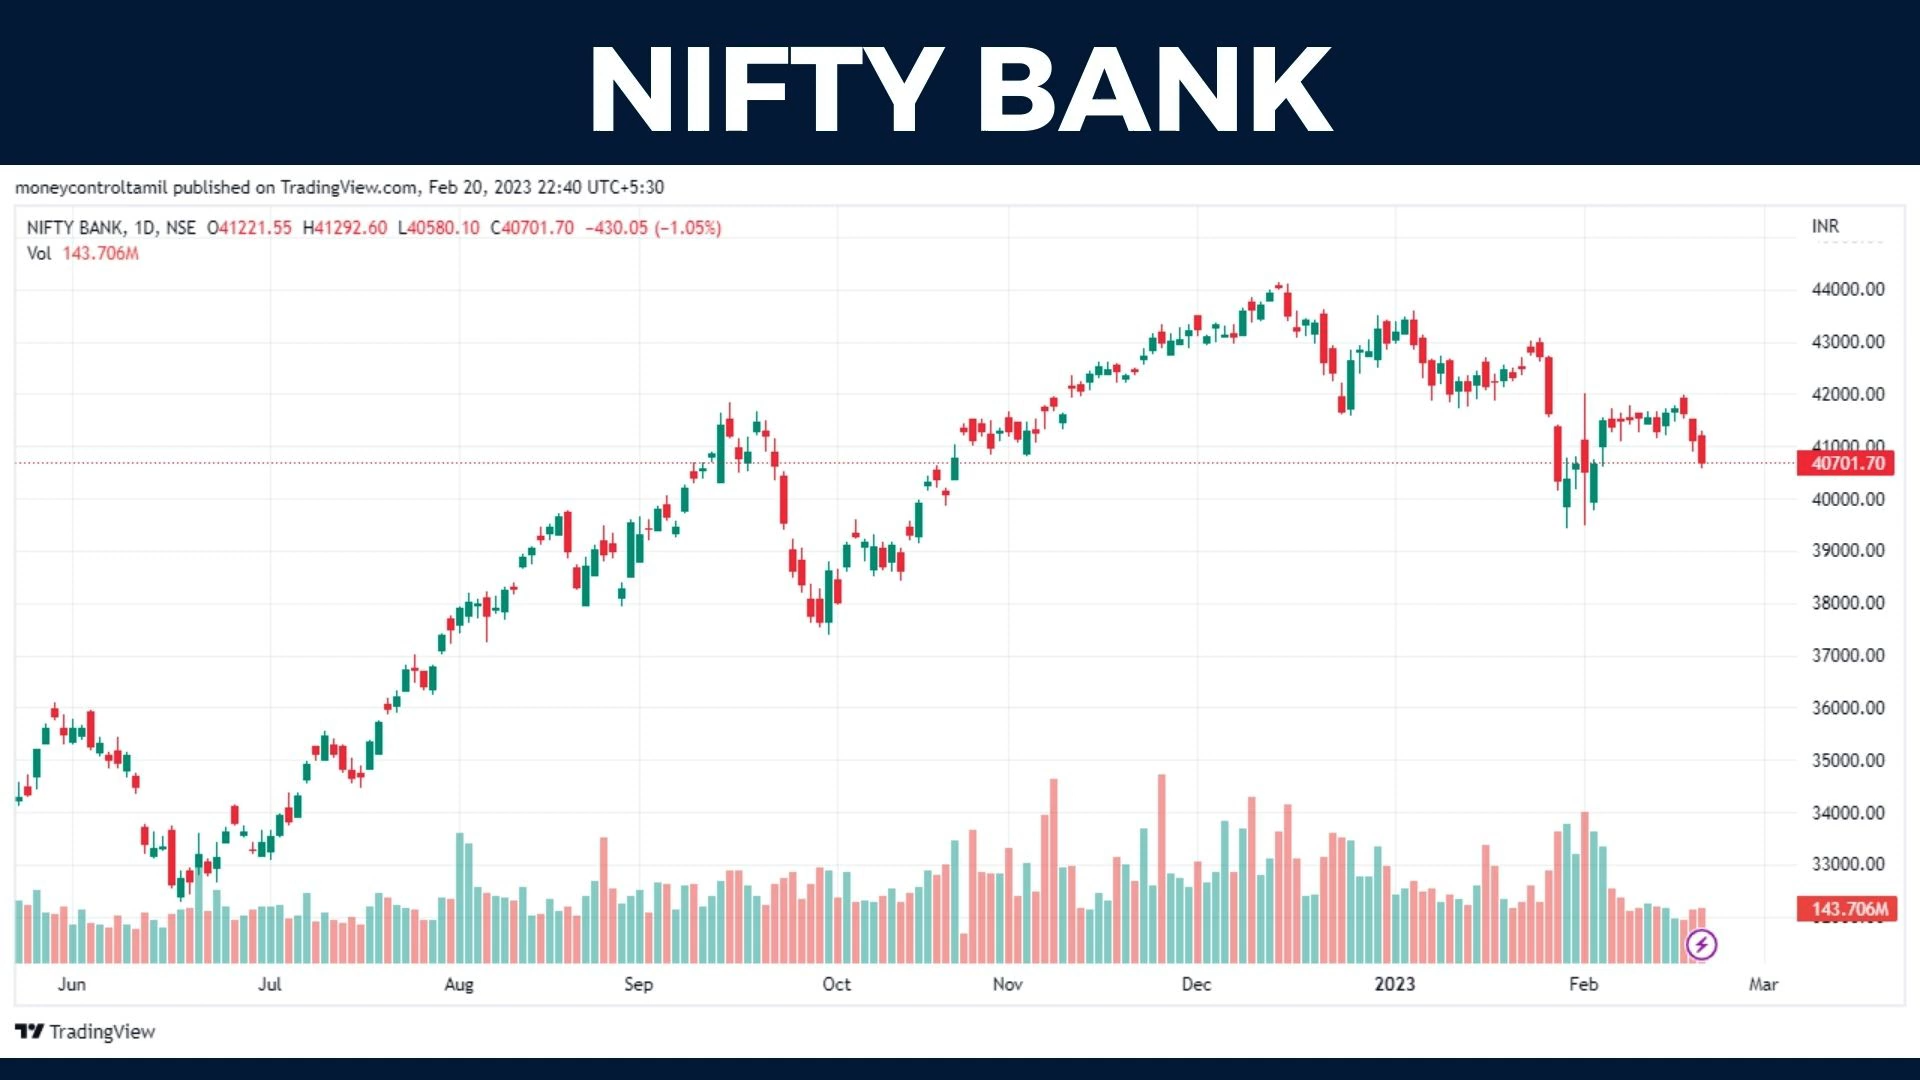 NIFTY BANK
moneycontroltamil published on TradingView.com, Feb 20, 2023 22:40 UTC+5:30
NIFTY BANK, 1D, NSE O41221.55 H41292.60 L40580.10 C40701.70 −430.05 (−1.05%)
INR
Vol 143.706M
44000.00
43000.00
42000.00
41000.00
40701.70
40000.00
39000.00
38000.00
37000.00
36000.00
35000.00
34000.00
33000.00
143.706M
Jun Jul Aug Sep Oct Nov Dec 2023 Feb Mar
TradingView